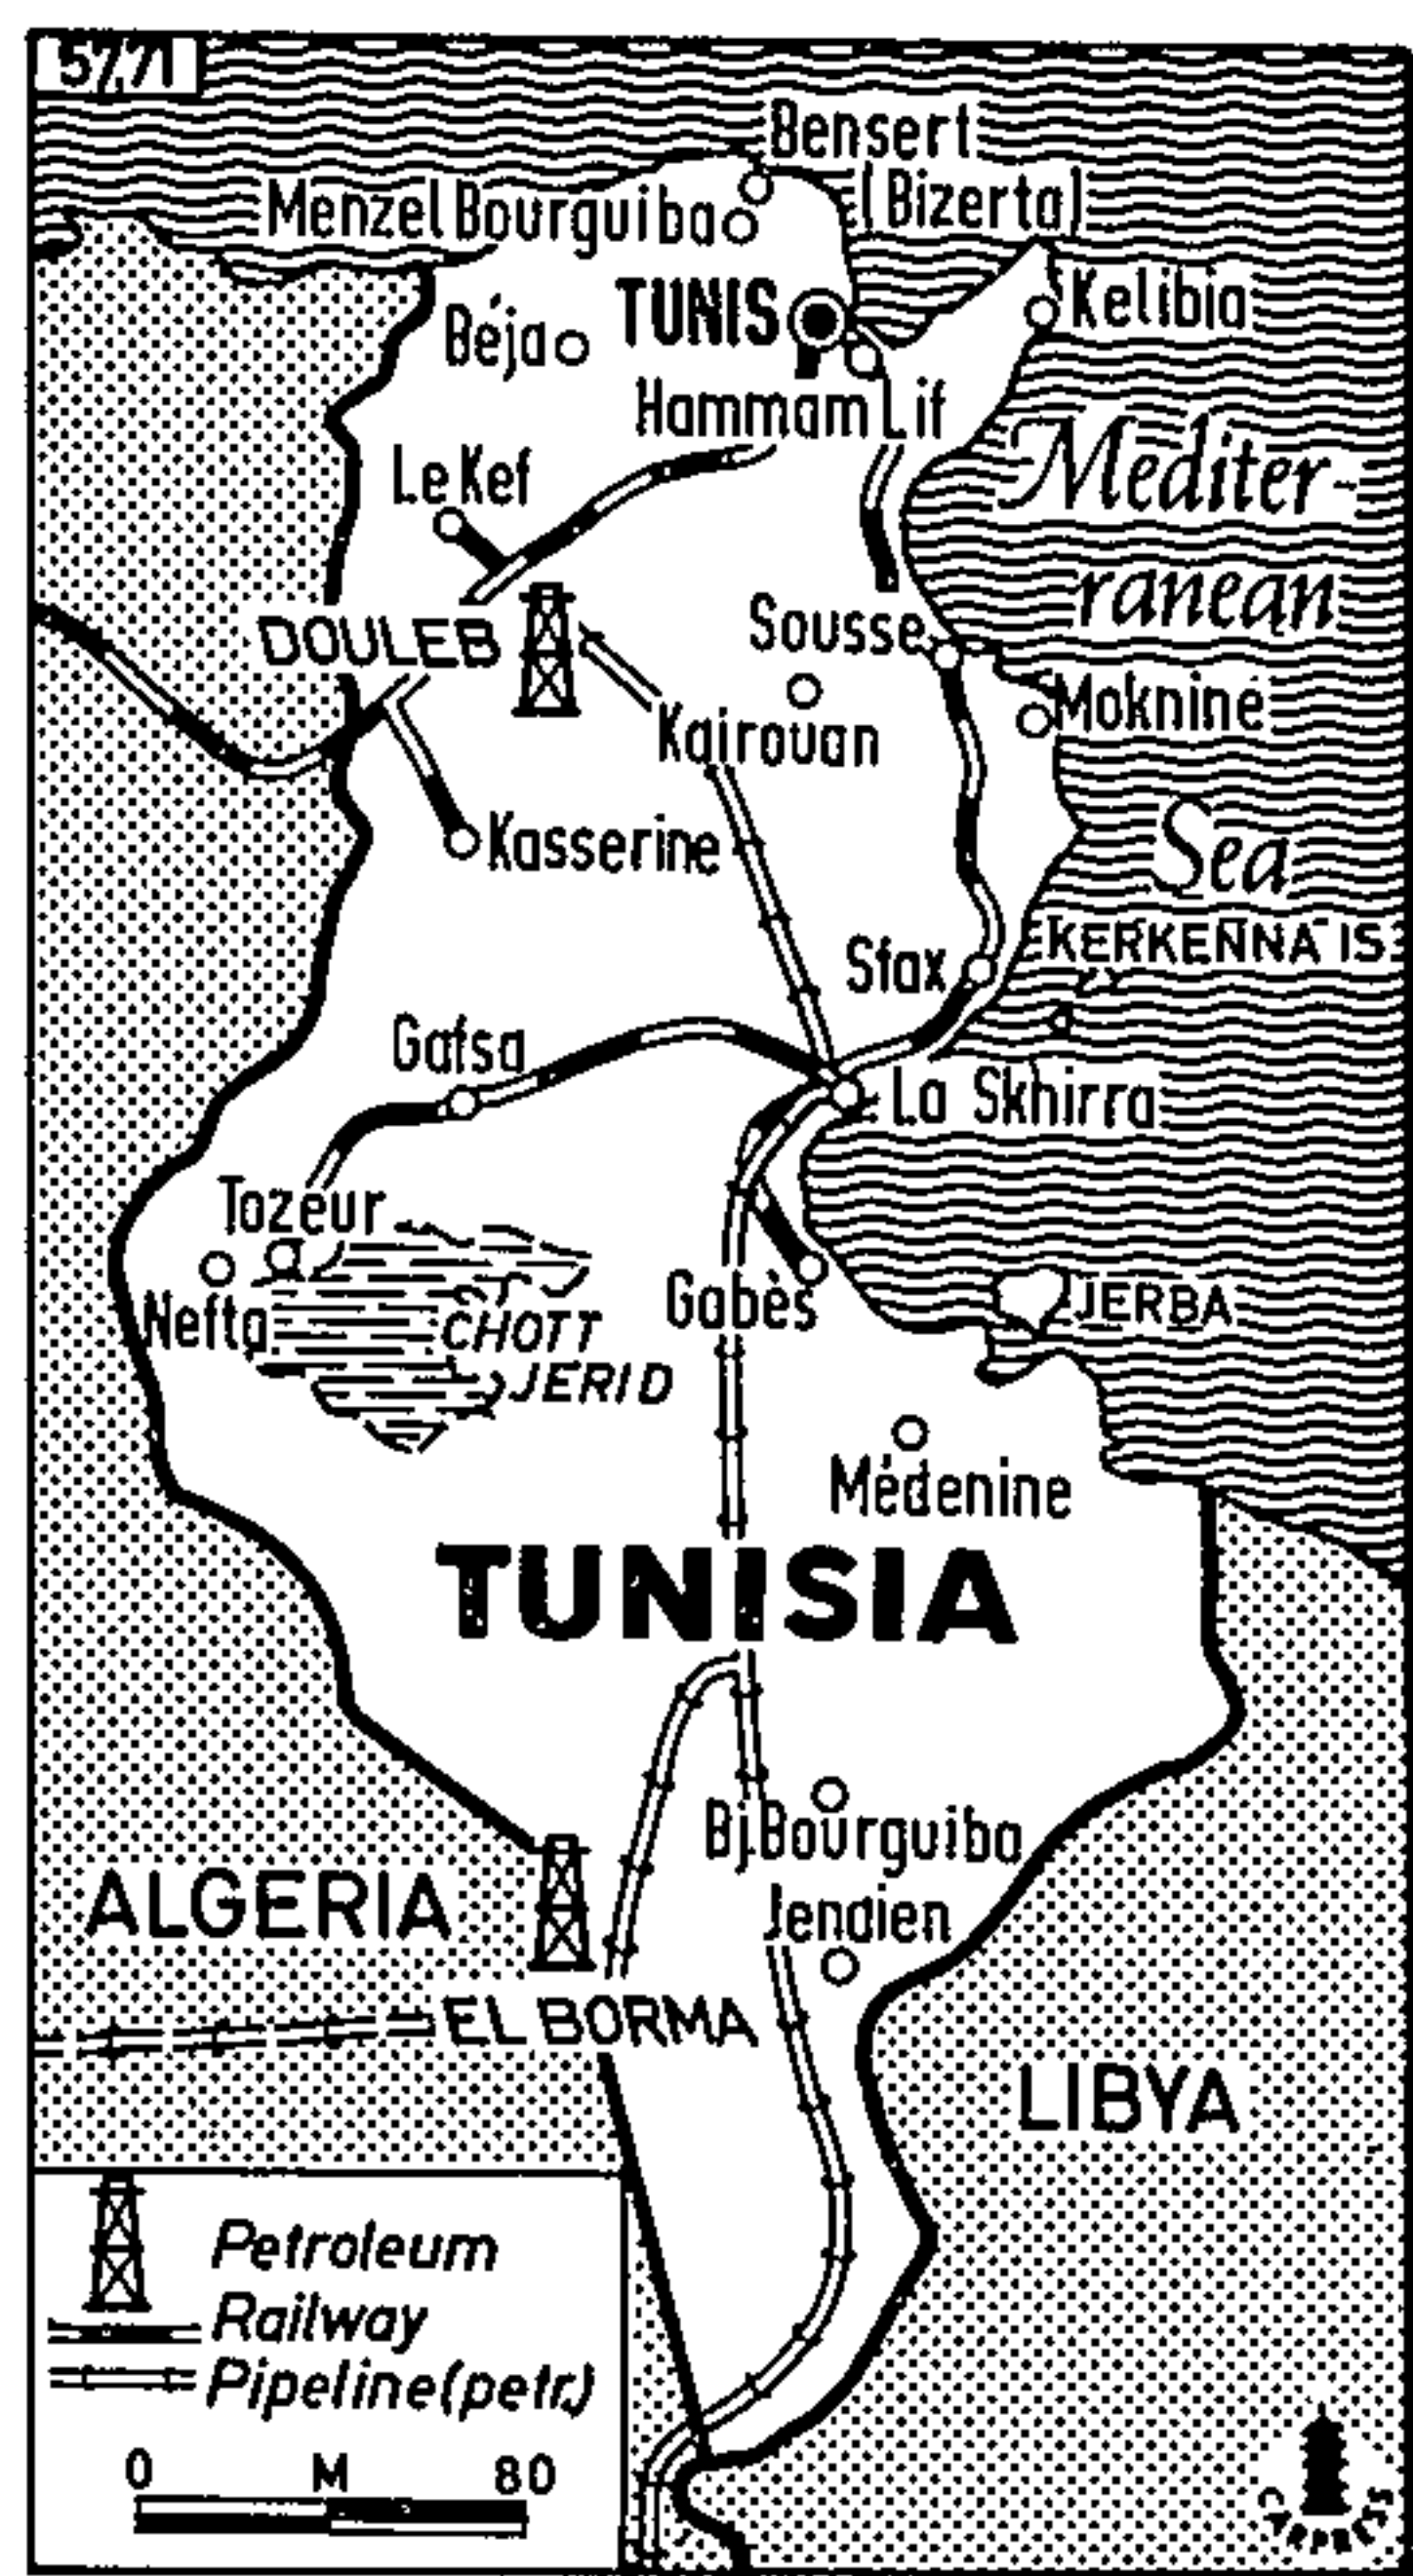 57,71
Bensert
(Bizerta)
Menzel Bourguiba
TUNIS
Kelibia
Béja
Hammam Lif
Le Kef
Mediter-
ranean
Sea
DOULEB
Sousse
Moknine
Kairouan
Kasserine
KERKENNA IS
Sfax
Gafsa
La Skhirra
Tozeur
Nefta
CHOTT
JERID
Gabès
JERBA
Médenine
TUNISIA
Bj.Bourguiba
Jendien
ALGERIA
EL BORMA
LIBYA
Petroleum
Railway
Pipeline (petr.)
0 M 80
CARPRESS